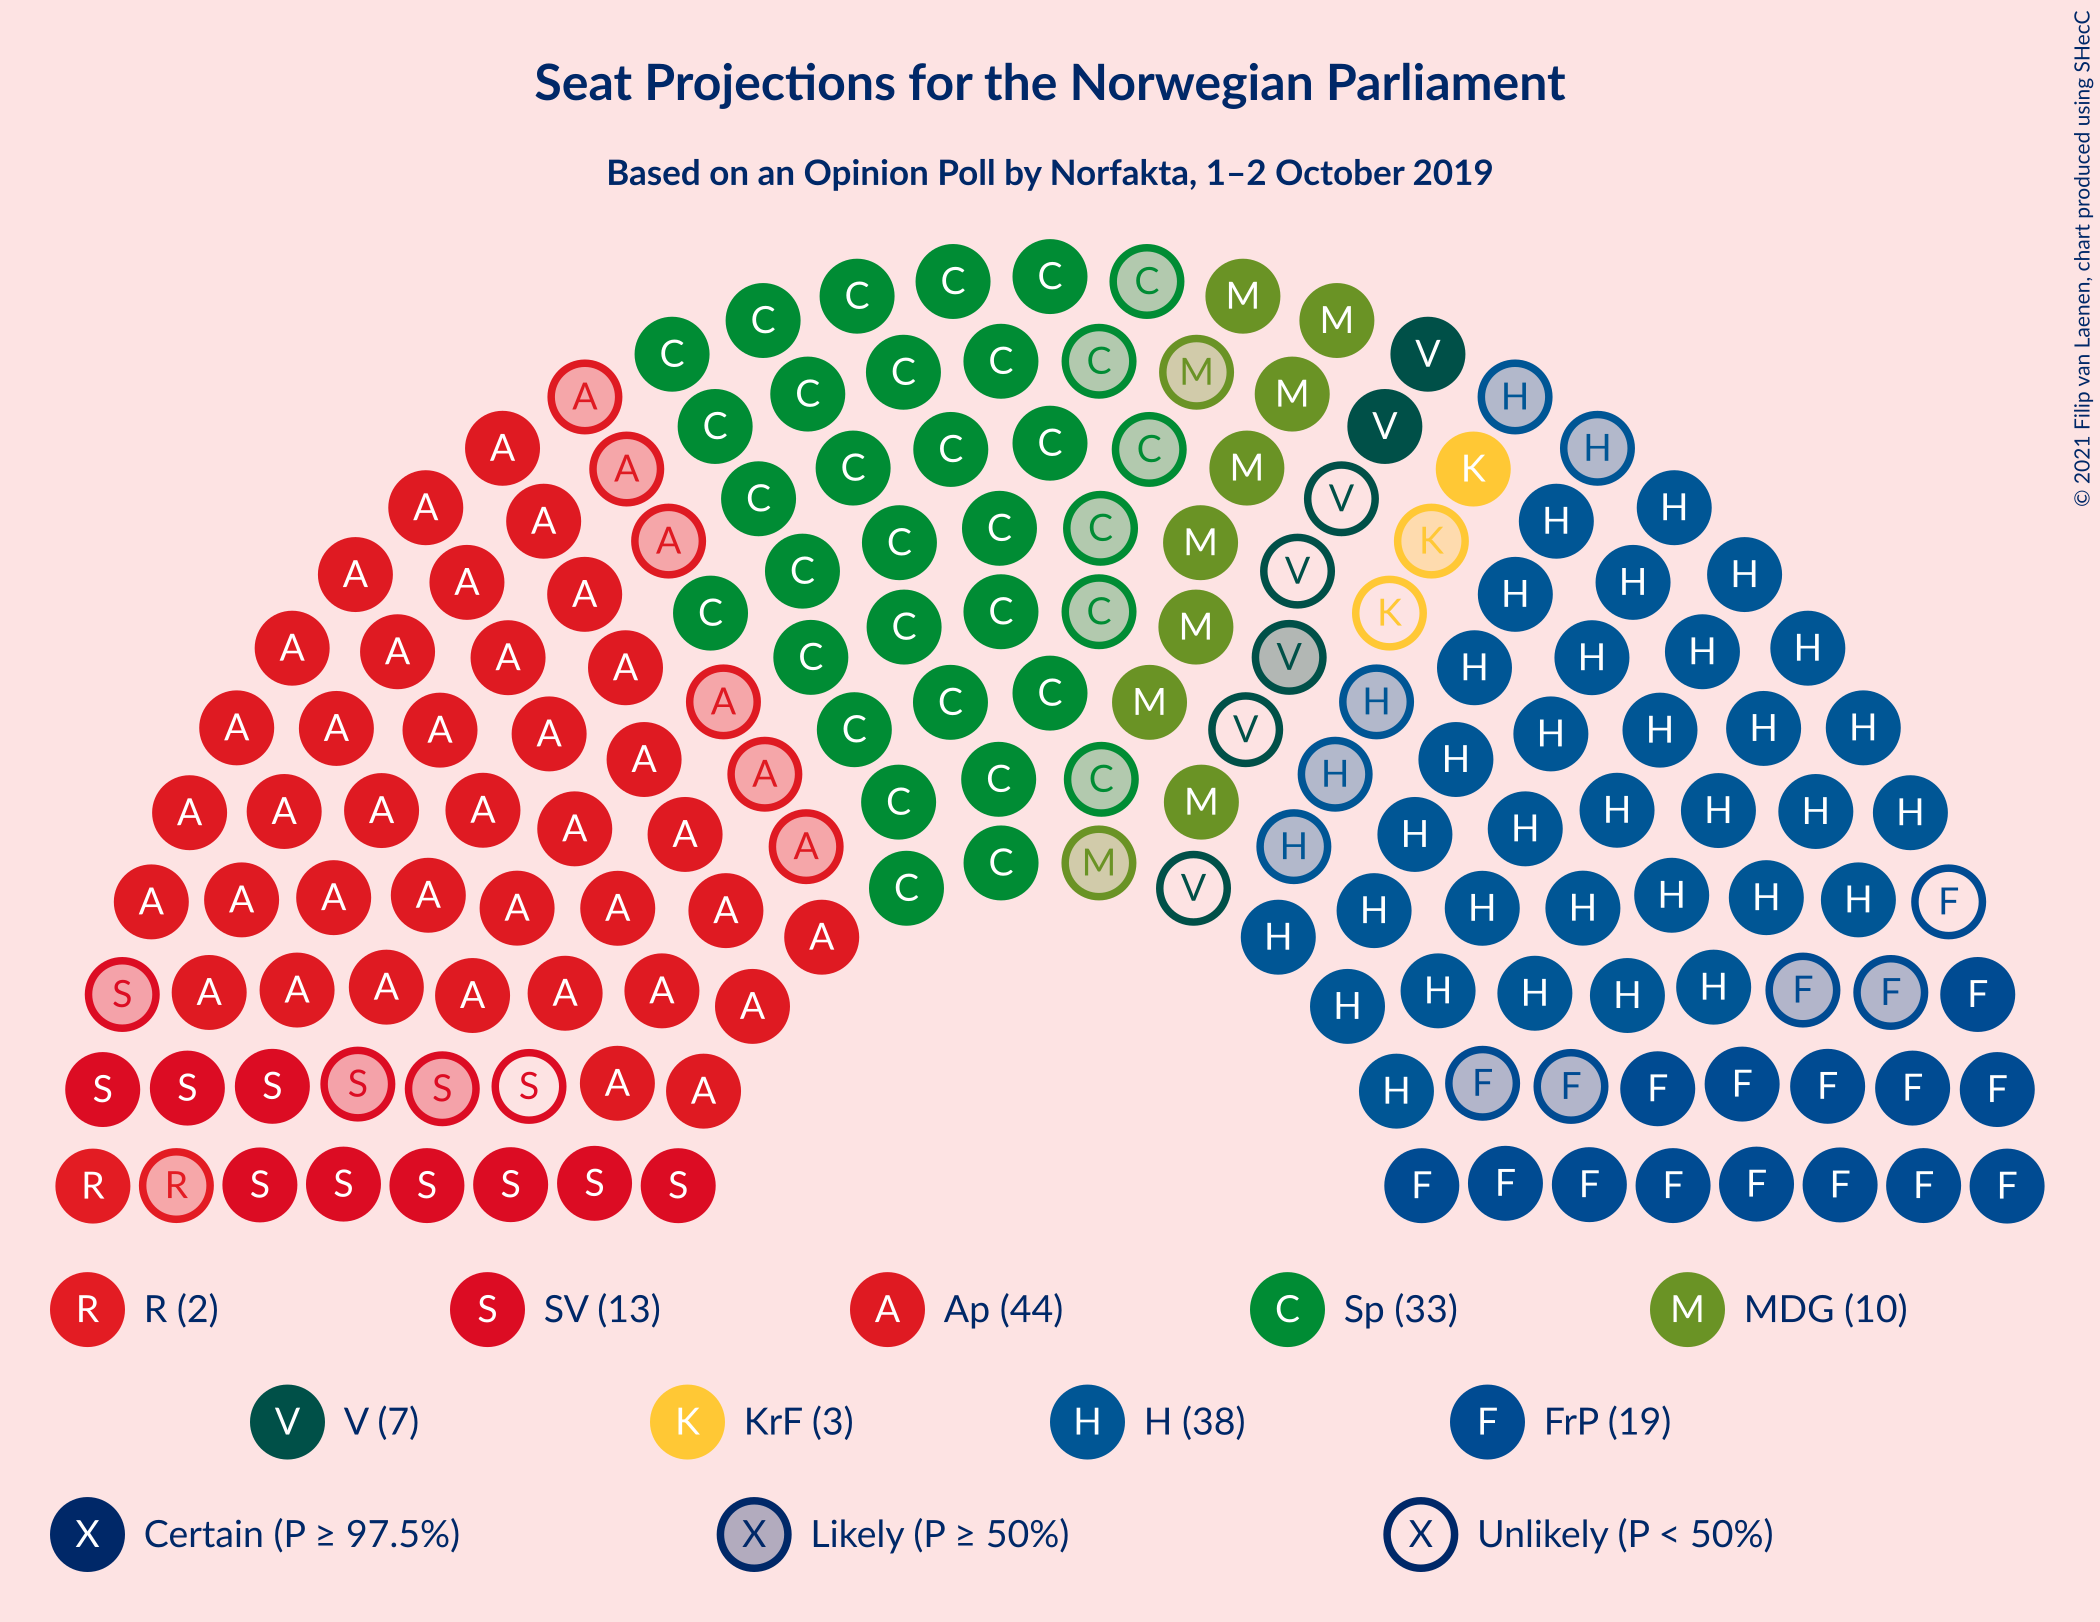 Seat Projections for the Norwegian Parliament
Based on an Opinion Poll by Norfakta, 1–2 October 2019
© 2021 Filip van Laenen, chart produced using SHecC
C C C C C C M M V
C C C C M M V H H
A C C C C C M V K H H
A A C C C C M V K H H H
A A A C C C C M V K H H H
A A A A C C C C M V H H H H H
A A A A A A C C C M V H H H H H H
A A A A A A A C C C M H H H H H H H
A A A A A A A A C C M V H H H H H H H F
S A A A A A A A H H H H H F F F
S S S S S S A A H F F F F F F F
R R S S S S S S F F F F F F F F
R R (2) S SV (13) A Ap (44) C Sp (33) M MDG (10)
V V (7) K KrF (3) H H (38) F FrP (19)
X Certain (P ≥ 97.5%) X Likely (P ≥ 50%) X Unlikely (P < 50%)